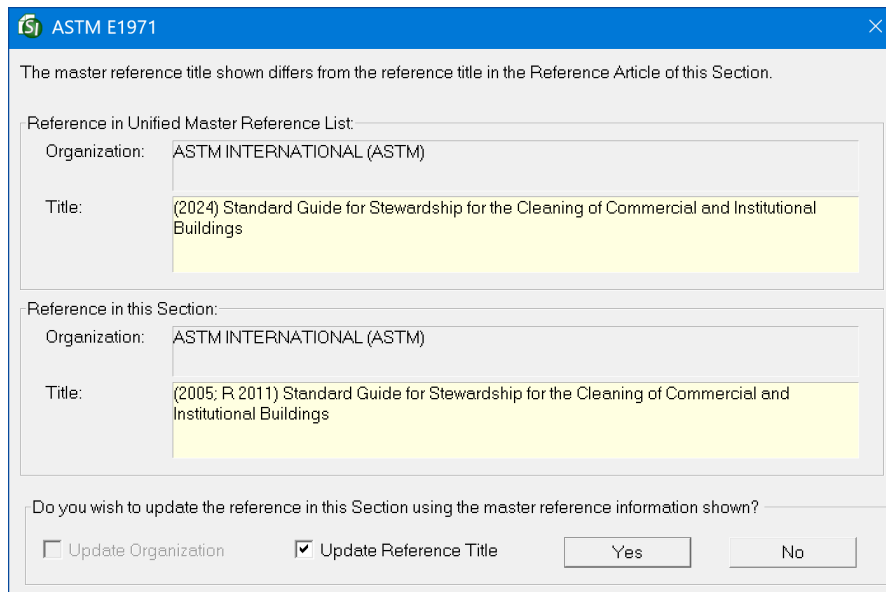 SI ASTM E1971
The master reference title shown differs from the reference title in the Reference Article of this Section.
Reference in Unified Master Reference List:
Organization: ASTM INTERNATIONAL (ASTM)
Title: (2024) Standard Guide for Stewardship for the Cleaning of Commercial and Institutional
Buildings
Reference in this Section:
Organization: ASTM INTERNATIONAL (ASTM)
Title: (2005; R 2011) Standard Guide for Stewardship for the Cleaning of Commercial and
Institutional Buildings
Do you wish to update the reference in this Section using the master reference information shown?
Update Organization Update Reference Title Yes No